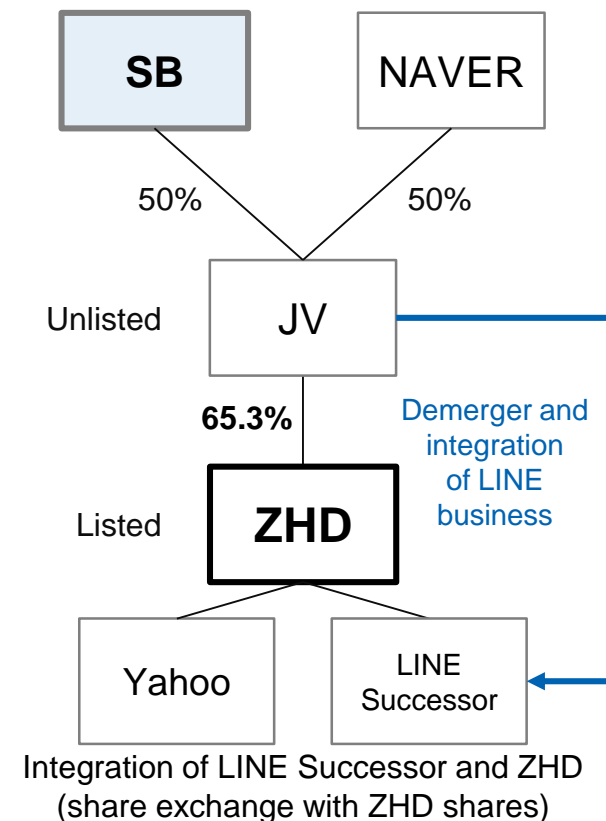 SB
NAVER
50%
50%
Unlisted
JV
65.3%
Demerger and
integration
of LINE
business
Listed
ZHD
Yahoo
LINE
Successor
Integration of LINE Successor and ZHD
(share exchange with ZHD shares)